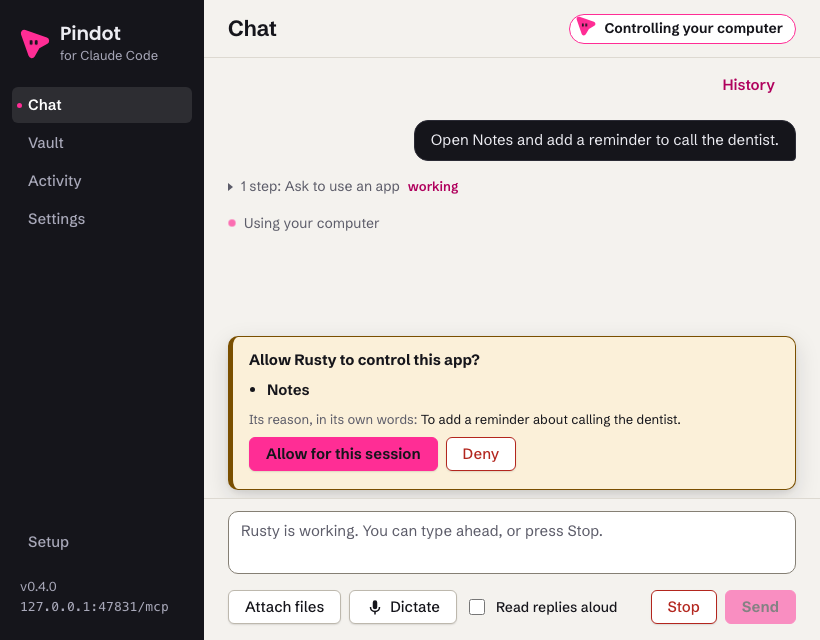 Pindot
for Claude Code
Chat
Vault
Activity
Settings
Setup
v0.4.0
127.0.0.1:47831/mcp
Chat
Controlling your computer
History
Open Notes and add a reminder to call the dentist.
1 step: Ask to use an app working
Using your computer
Allow Rusty to control this app?
• Notes
Its reason, in its own words: To add a reminder about calling the dentist.
Allow for this session
Deny
Rusty is working. You can type ahead, or press Stop.
Attach files
Dictate
Read replies aloud
Stop
Send